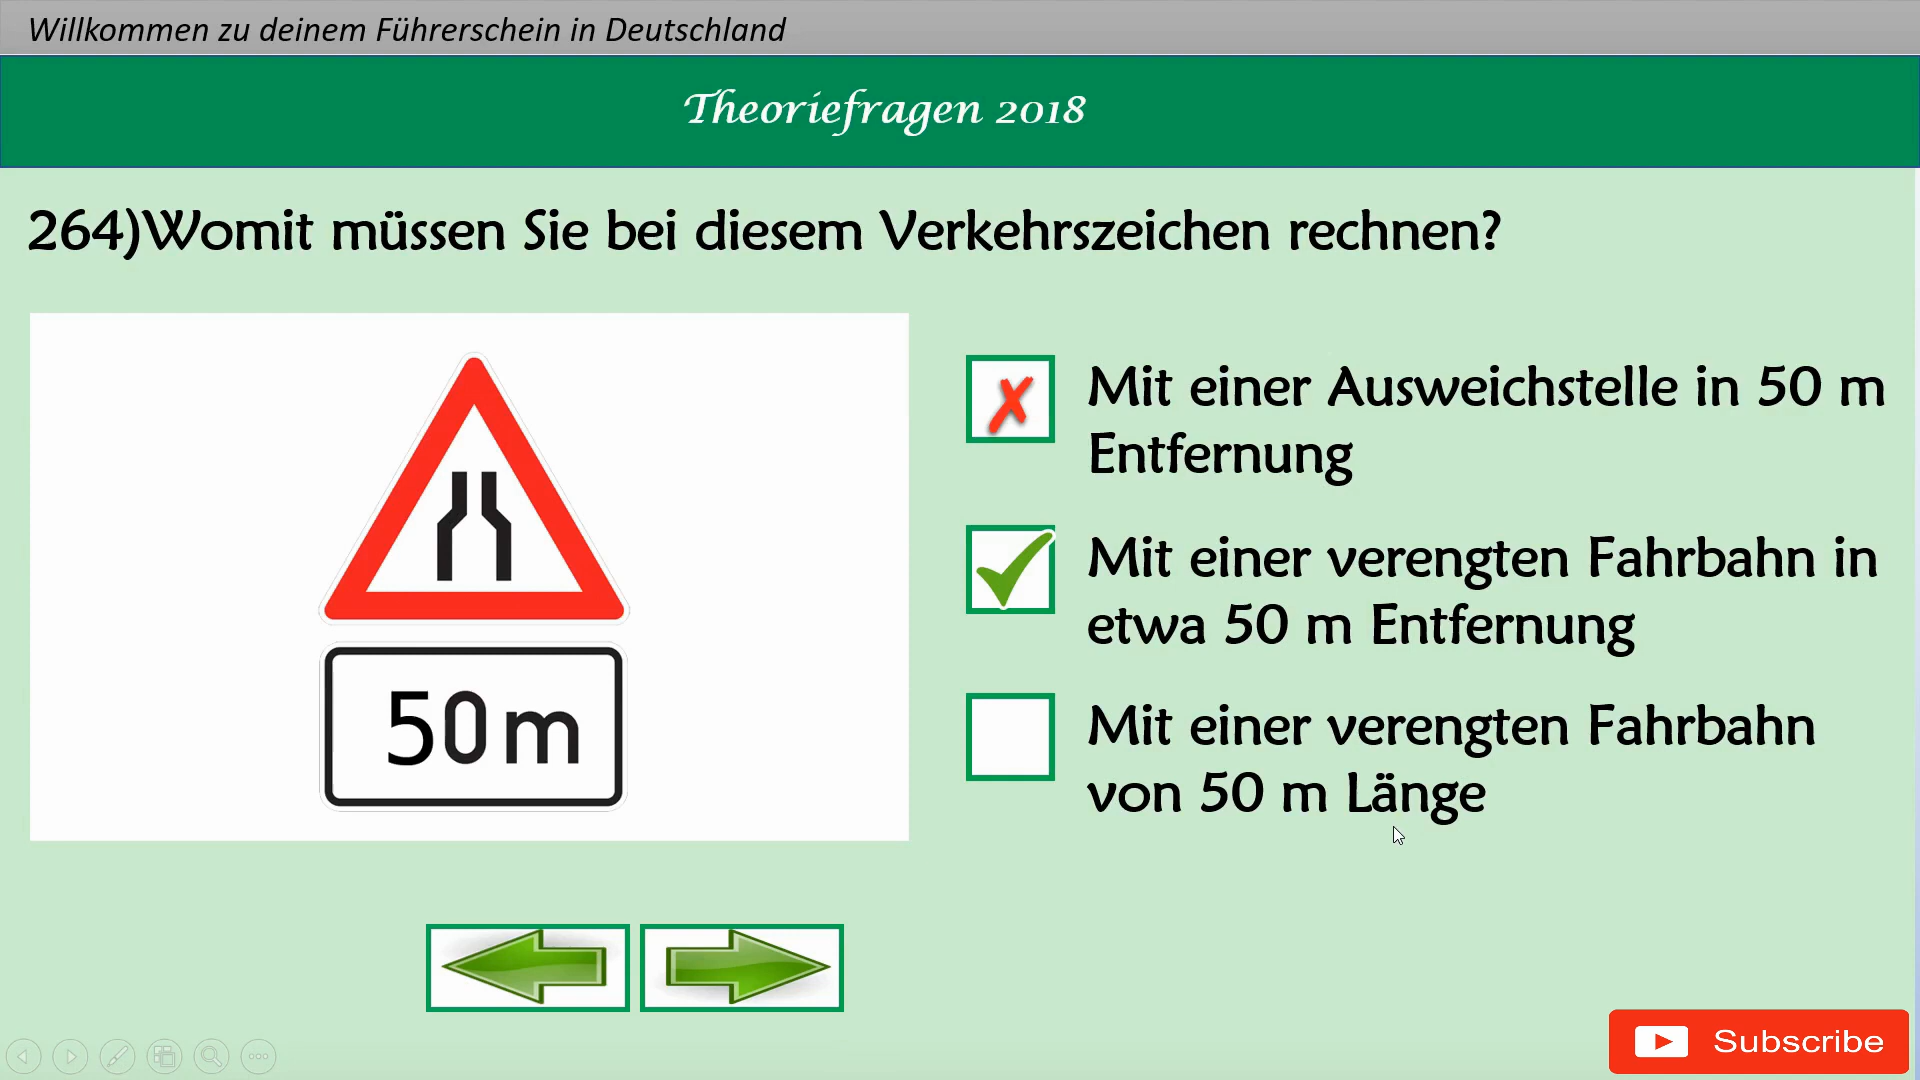 Willkommen zu deinem Führerschein in Deutschland
Theoriefragen 2018
264)Womit müssen Sie bei diesem Verkehrszeichen rechnen?
50 m
Mit einer Ausweichstelle in 50 m
Entfernung
Mit einer verengten Fahrbahn in
etwa 50 m Entfernung
Mit einer verengten Fahrbahn
von 50 m Länge
Subscribe